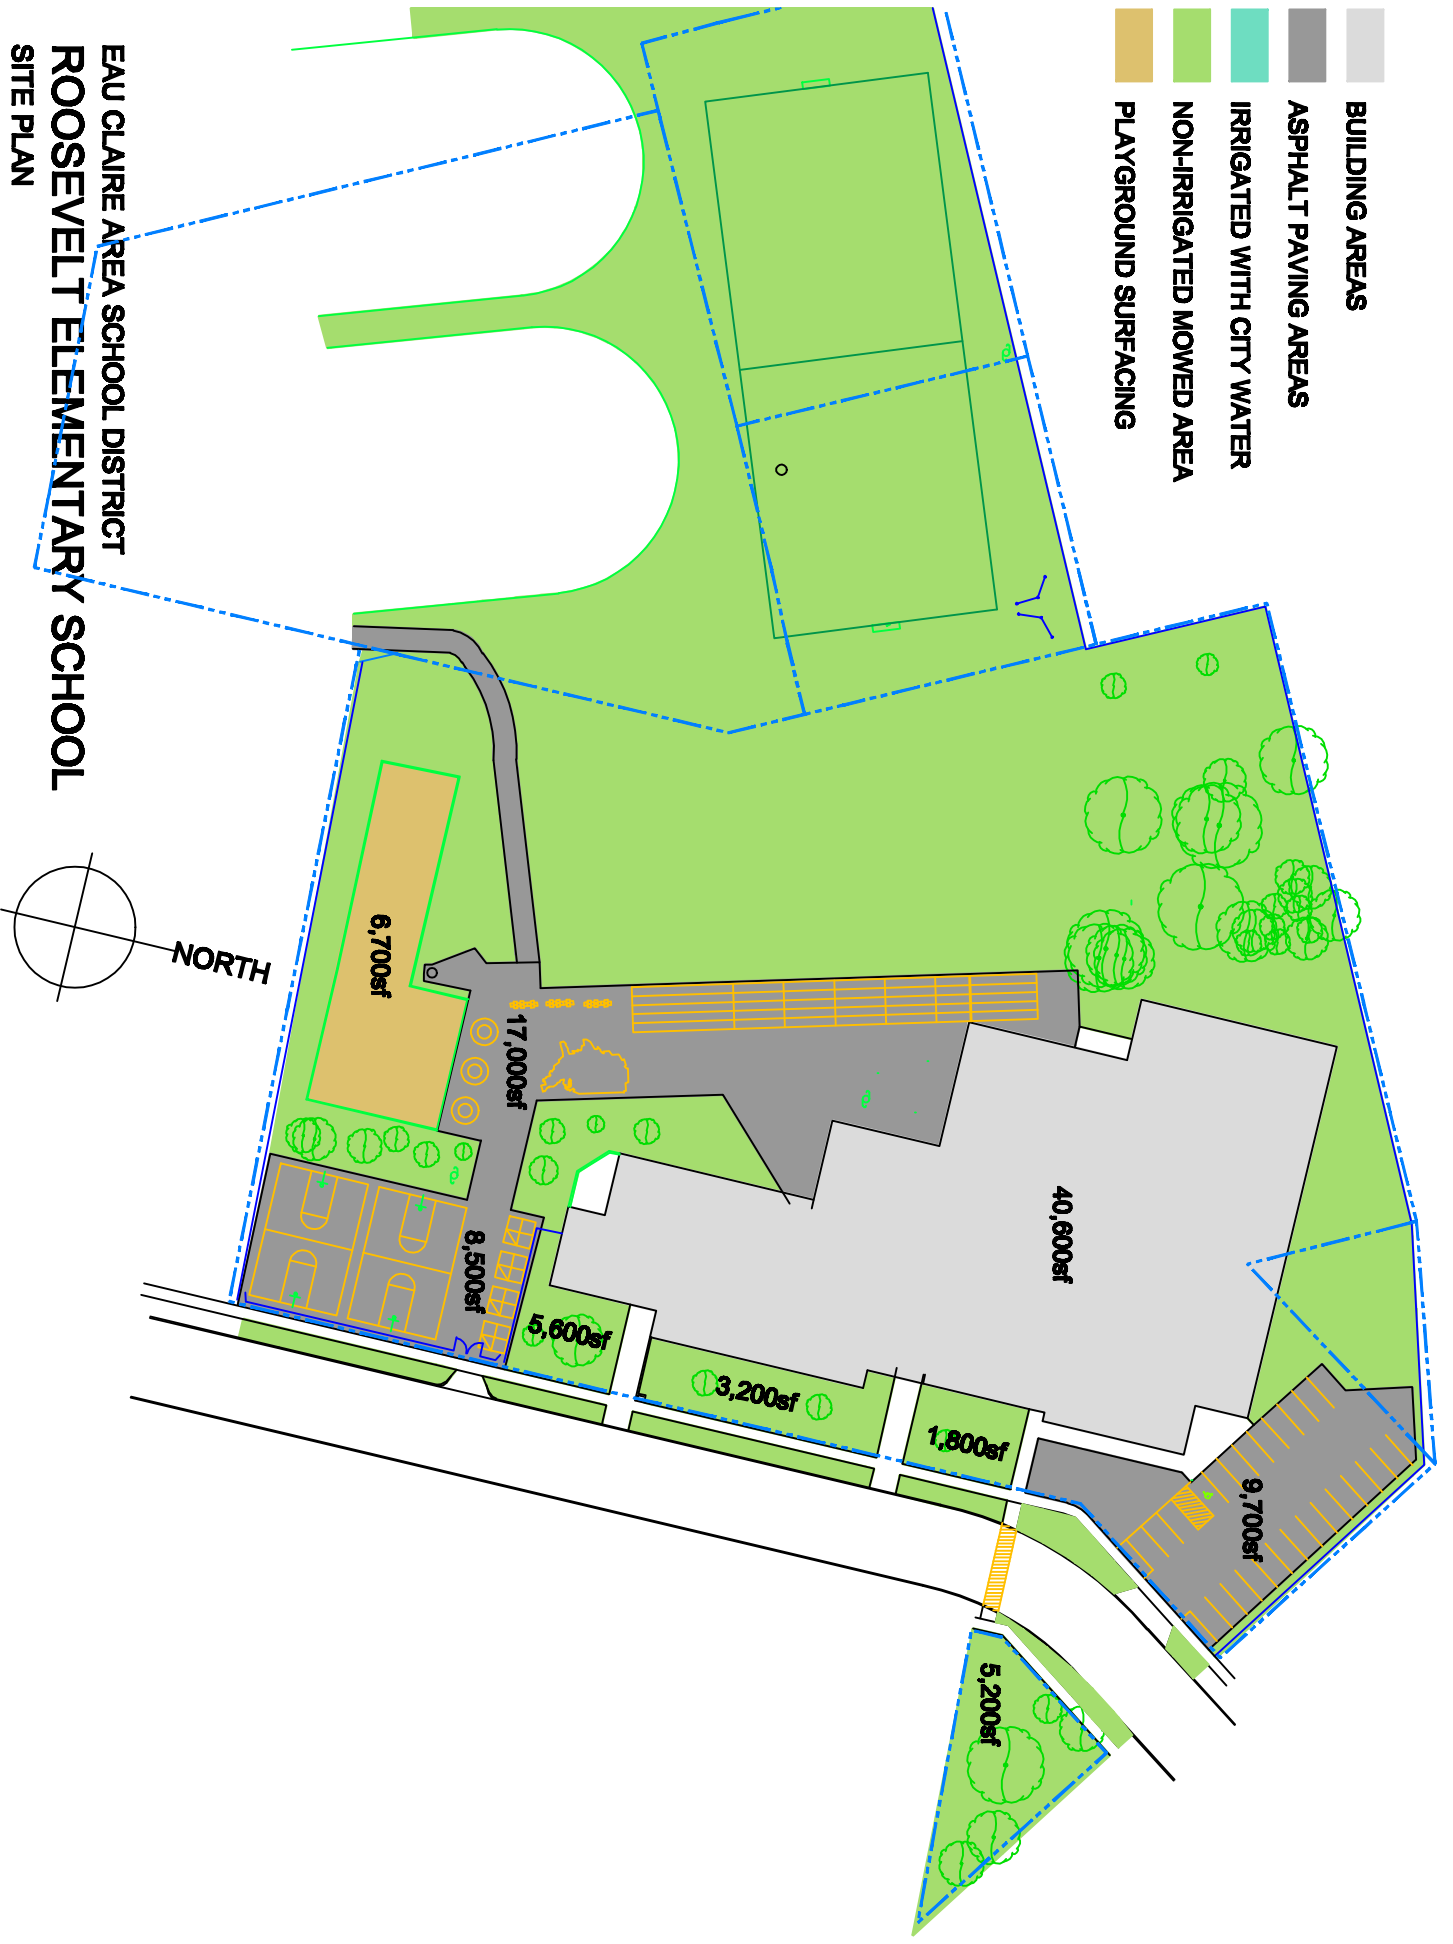 BUILDING AREAS
ASPHALT PAVING AREAS
IRRIGATED WITH CITY WATER
NON-IRRIGATED MOWED AREA
PLAYGROUND SURFACING
EAU CLAIRE AREA SCHOOL DISTRICT
ROOSEVELT ELEMENTARY SCHOOL
SITE PLAN
NORTH
6,700sf
17,000sf
8,500sf
40,600sf
5,600sf
3,200sf
1,800sf
9,700sf
5,200sf